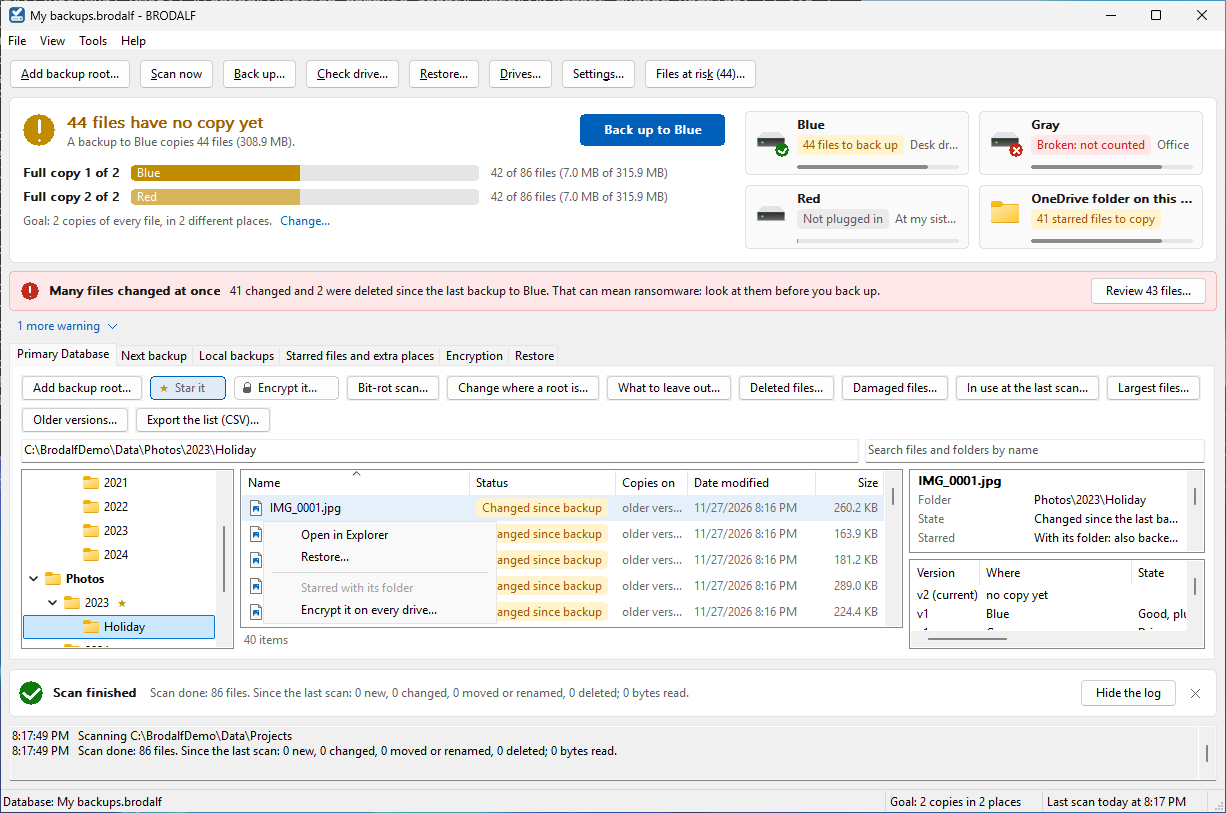 My backups.brodalf - BRODALF
File View Tools Help
Add backup root... Scan now Back up... Check drive... Restore... Drives... Settings... Files at risk (44)...
44 files have no copy yet
A backup to Blue copies 44 files (308.9 MB).
Back up to Blue
Full copy 1 of 2 Blue 42 of 86 files (7.0 MB of 315.9 MB)
Full copy 2 of 2 Red 42 of 86 files (7.0 MB of 315.9 MB)
Goal: 2 copies of every file, in 2 different places. Change...
Blue
44 files to back up Desk dr...
Gray
Broken: not counted Office
Red
Not plugged in At my sist...
OneDrive folder on this ...
41 starred files to copy
Many files changed at once 41 changed and 2 were deleted since the last backup to Blue. That can mean ransomware: look at them before you back up. Review 43 files...
1 more warning
Primary Database Next backup Local backups Starred files and extra places Encryption Restore
Add backup root... ★ Star it Encrypt it... Bit-rot scan... Change where a root is... What to leave out... Deleted files... Damaged files... In use at the last scan... Largest files...
Older versions... Export the list (CSV)...
C:\BrodalfDemo\Data\Photos\2023\Holiday Search files and folders by name
2021
2022
2023
2024
Photos
2023 ★
Holiday
Name Status Copies on Date modified Size
IMG_0001.jpg Changed since backup older vers... 11/27/2026 8:16 PM 260.2 KB
anged since backup older vers... 11/27/2026 8:16 PM 163.9 KB
anged since backup older vers... 11/27/2026 8:16 PM 181.2 KB
anged since backup older vers... 11/27/2026 8:16 PM 289.0 KB
anged since backup older vers... 11/27/2026 8:16 PM 224.4 KB
Open in Explorer
Restore...
Starred with its folder
Encrypt it on every drive...
40 items
IMG_0001.jpg
Folder Photos\2023\Holiday
State Changed since the last ba...
Starred With its folder: also backe...
Version Where State
v2 (current) no copy yet
v1 Blue Good, plu
Scan finished Scan done: 86 files. Since the last scan: 0 new, 0 changed, 0 moved or renamed, 0 deleted; 0 bytes read. Hide the log
8:17:49 PM Scanning C:\BrodalfDemo\Data\Projects
8:17:49 PM Scan done: 86 files. Since the last scan: 0 new, 0 changed, 0 moved or renamed, 0 deleted; 0 bytes read.
Database: My backups.brodalf Goal: 2 copies in 2 places Last scan today at 8:17 PM